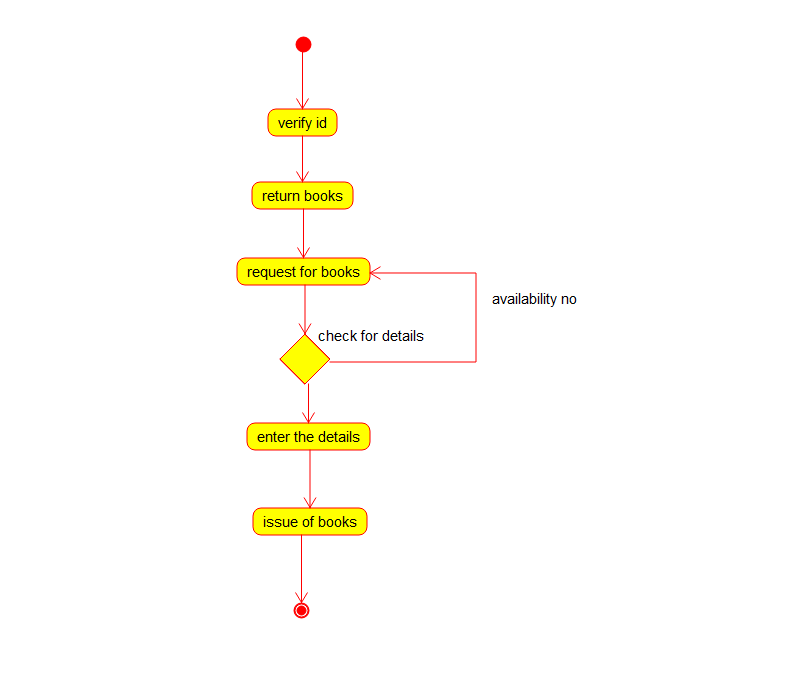 verify id
return books
request for books
availability no
check for details
enter the details
issue of books